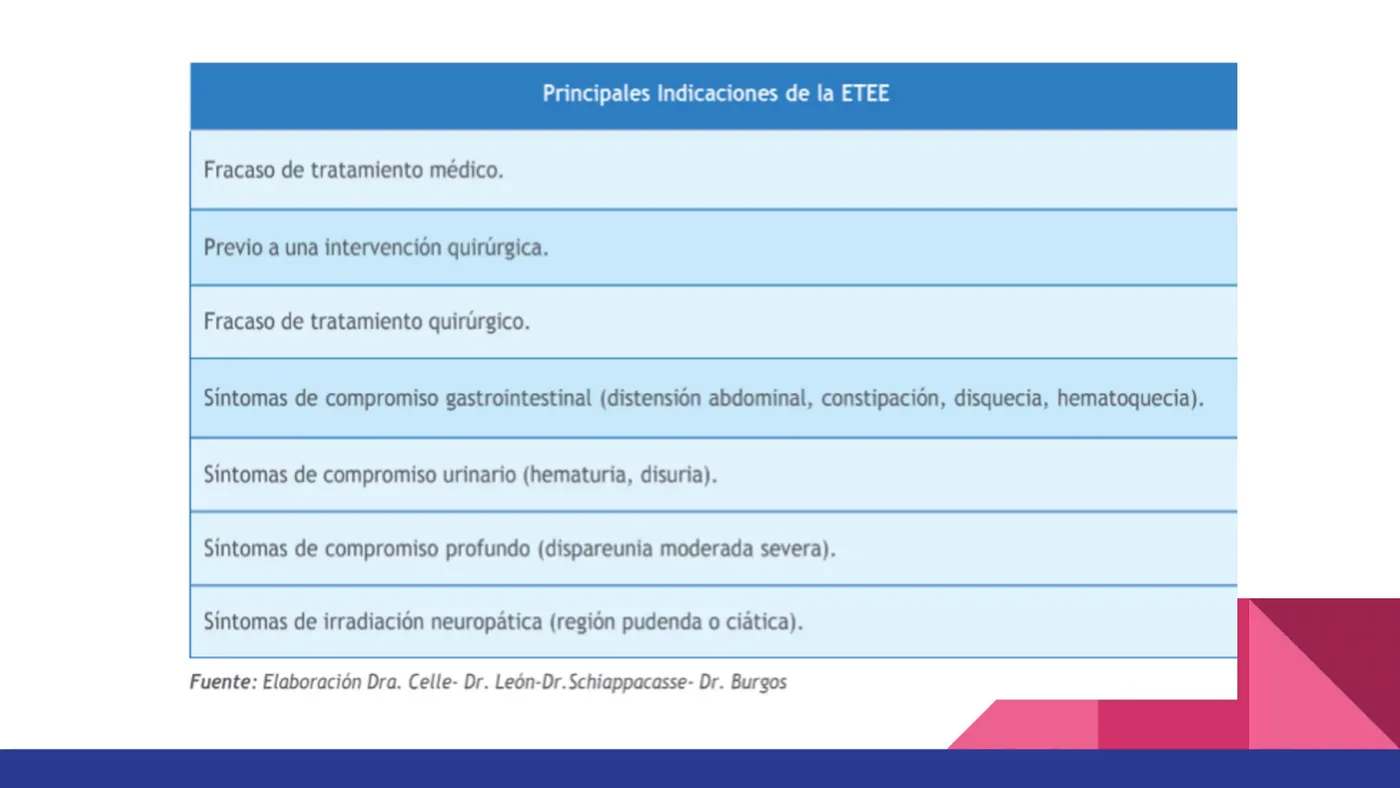 Principales Indicaciones de la ETEE
Fracaso de tratamiento médico.
Previo a una intervención quirúrgica.
Fracaso de tratamiento quirúrgico.
Síntomas de compromiso gastrointestinal (distensión abdominal, constipación, disquecia, hematoquecia).
Síntomas de compromiso urinario (hematuria, disuria).
Síntomas de compromiso profundo (dispareunia moderada severa).
Síntomas de irradiación neuropática (región pudenda o ciática).
Fuente: Elaboración Dra. Celle- Dr. León-Dr.Schiappacasse- Dr. Burgos